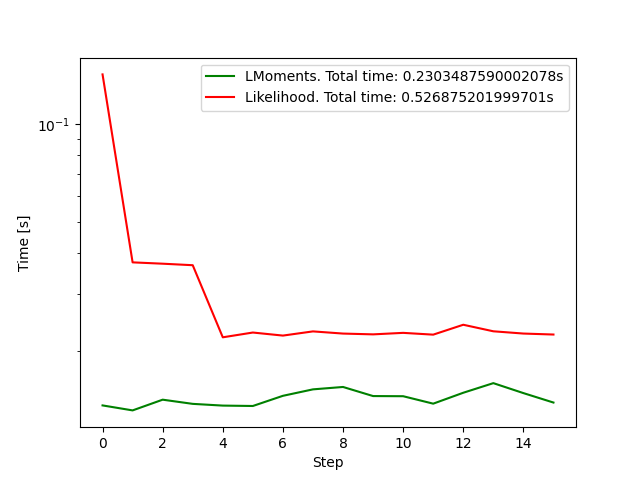 LMoments. Total time: 0.2303487590002078s
Likelihood. Total time: 0.526875201999701s
10⁻¹
Time [s]
0 2 4 6 8 10 12 14
Step